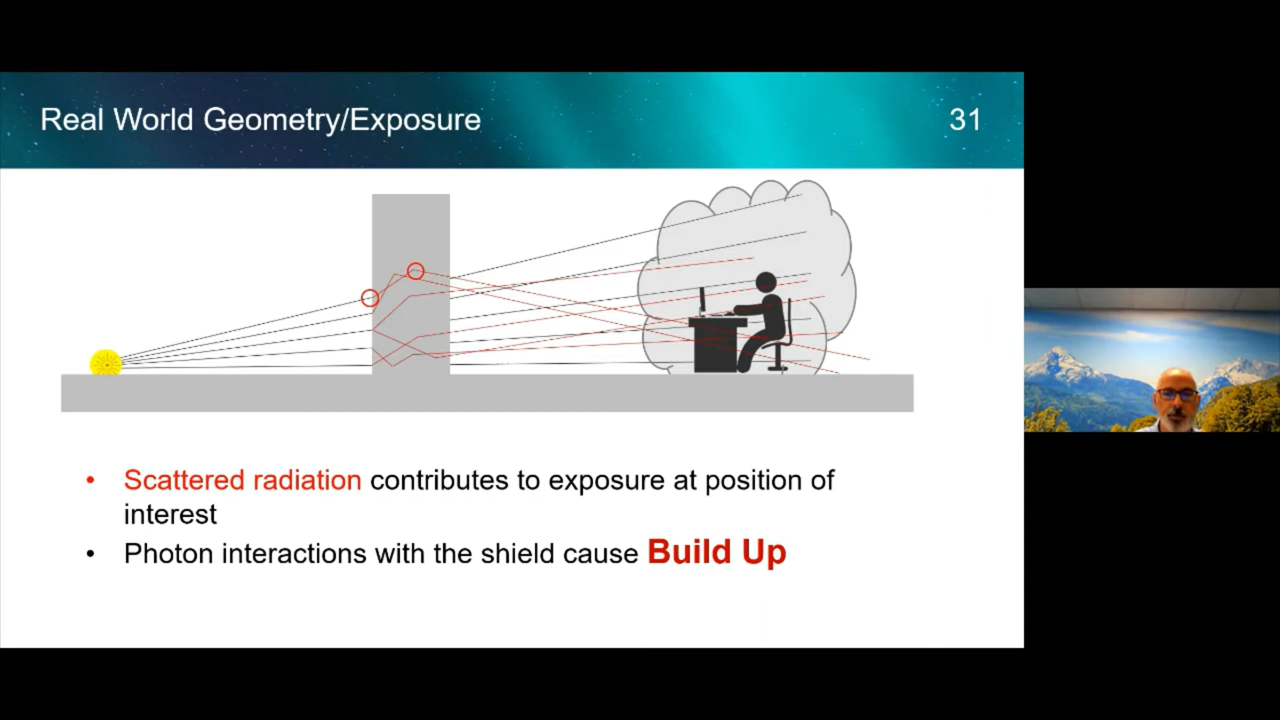 Real World Geometry/Exposure
31
• Scattered radiation contributes to exposure at position of
interest
• Photon interactions with the shield cause Build Up